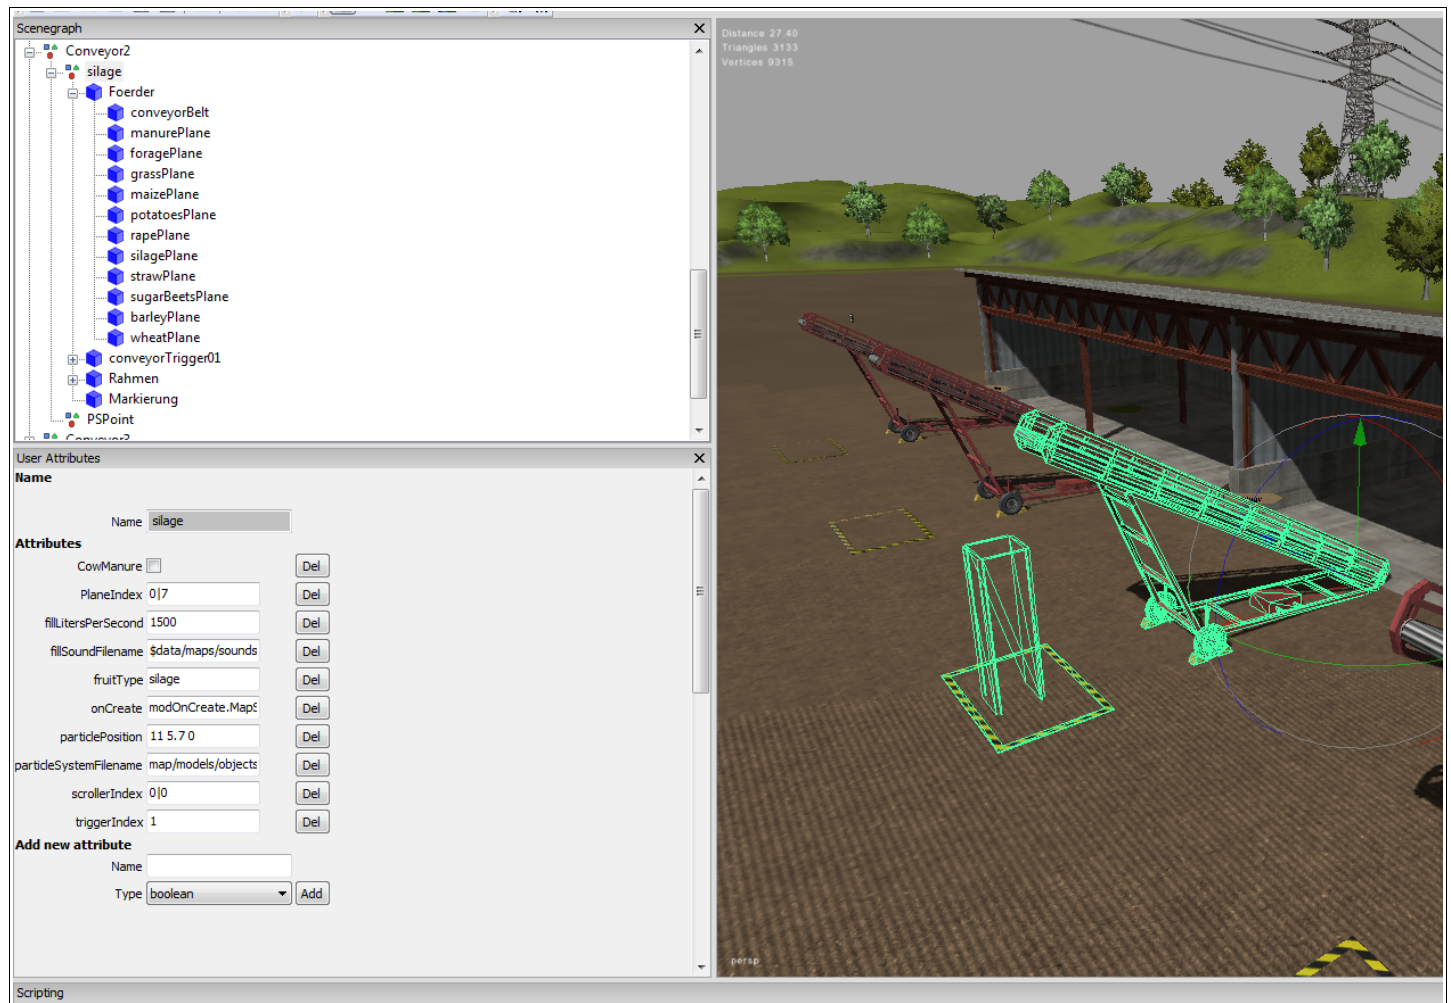 Scenegraph
Conveyor2
silage
Foerder
conveyorBelt
manurePlane
foragePlane
grassPlane
maizePlane
potatoesPlane
rapePlane
silagePlane
strawPlane
sugarBeetsPlane
barleyPlane
wheatPlane
conveyorTrigger01
Rahmen
Markierung
PSPoint
Conveyor3
User Attributes
Name
Name silage
Attributes
CowManure Del
PlaneIndex 0|7 Del
fillLitersPerSecond 1500 Del
fillSoundFilename $data/maps/sounds Del
fruitType silage Del
onCreate modOnCreate.MapS Del
particlePosition 11 5.7 0 Del
particleSystemFilename map/models/objects Del
scrollerIndex 0|0 Del
triggerIndex 1 Del
Add new attribute
Name
Type boolean Add
Scripting
Distance 27.40
Triangles 3133
Vertices 9315
persp